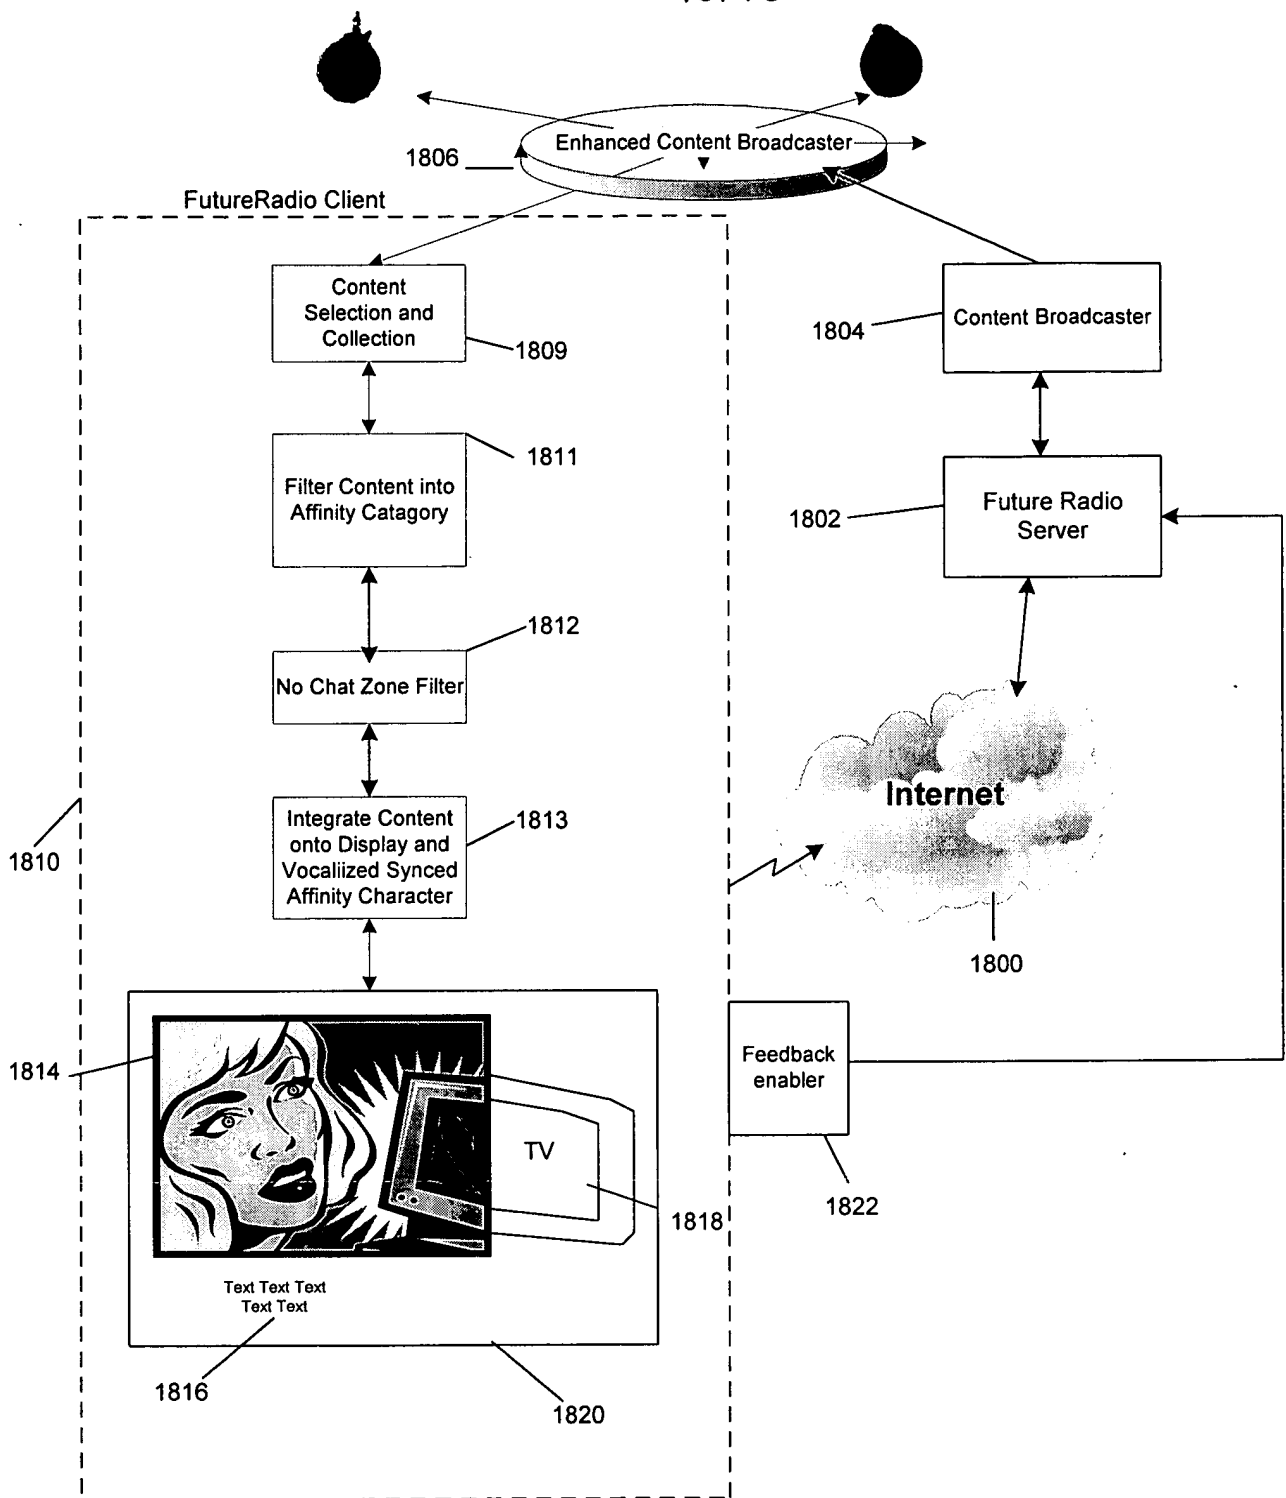 Enhanced Content Broadcaster
1806
FutureRadio Client
Content
Selection and
Collection
1809
1804
Content Broadcaster
1811
Filter Content into
Affinity Catagory
1802
Future Radio
Server
1812
No Chat Zone Filter
Internet
1813
Integrate Content
onto Display and
Vocaliized Synced
Affinity Character
1810
1800
1814
Feedback
enabler
TV
1822
1818
Text Text Text
Text Text
1816
1820